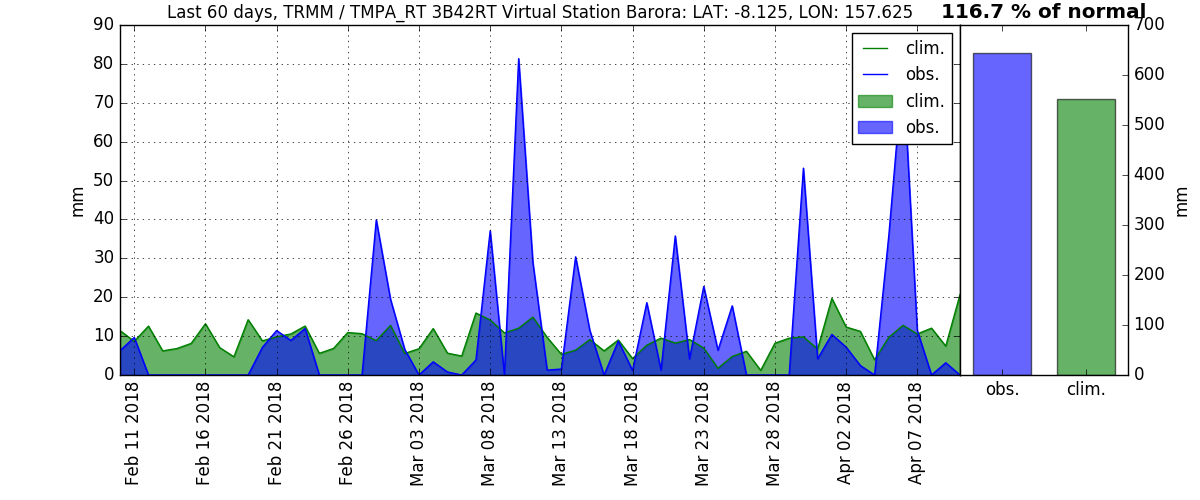 Last 60 days, TRMM / TMPA_RT 3B42RT Virtual Station Barora: LAT: -8.125, LON: 157.625
116.7 % of normal
90
80
70
60
50
40
30
20
10
0
mm
clim.
obs.
clim.
obs.
700
600
500
400
300
200
100
0
mm
obs.
clim.
Feb 11 2018
Feb 16 2018
Feb 21 2018
Feb 26 2018
Mar 03 2018
Mar 08 2018
Mar 13 2018
Mar 18 2018
Mar 23 2018
Mar 28 2018
Apr 02 2018
Apr 07 2018